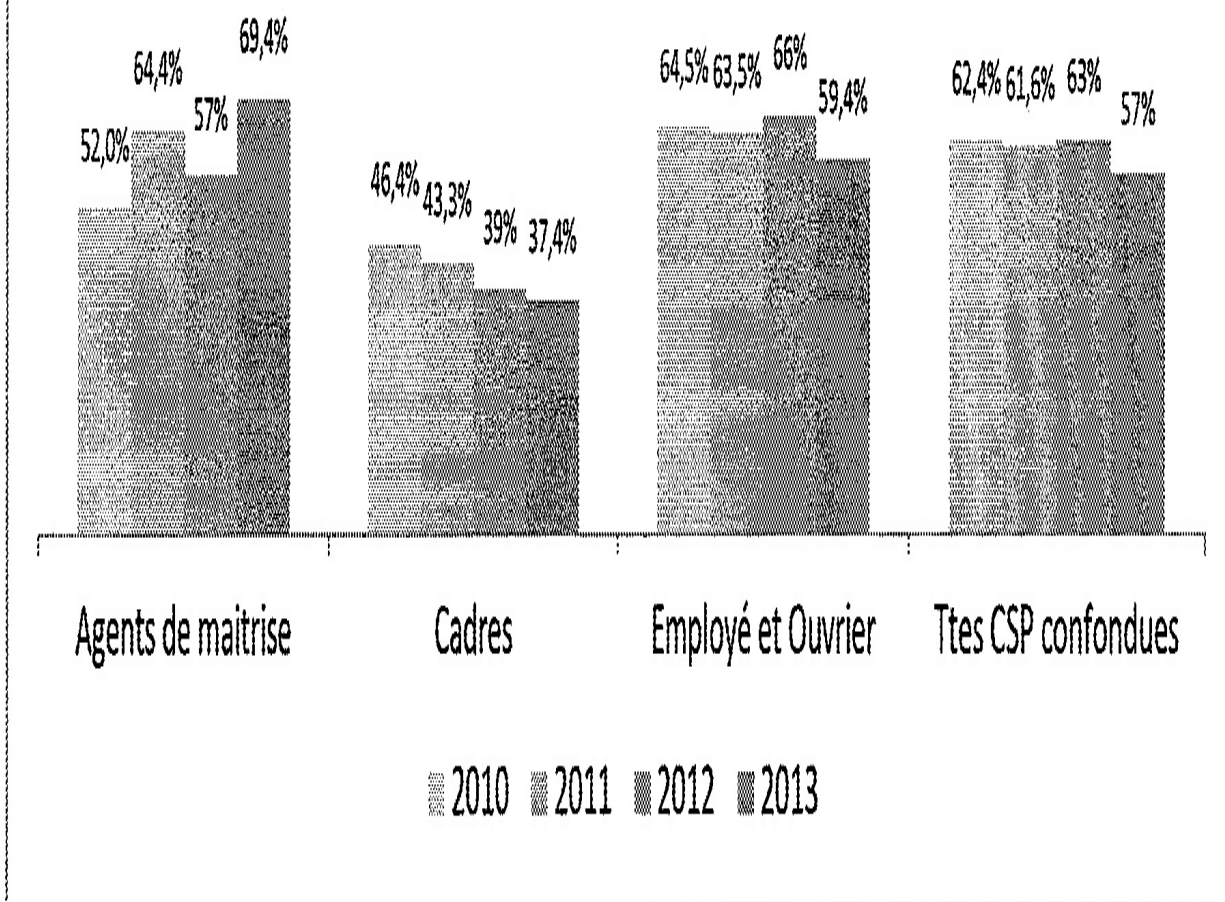 52,0% 64,4% 57% 69,4%
46,4% 43,3% 39% 37,4%
64,5% 63,5% 66% 59,4%
62,4% 61,6% 63% 57%
Agents de maitrise Cadres Employé et Ouvrier Ttes CSP confondues
2010 2011 2012 2013